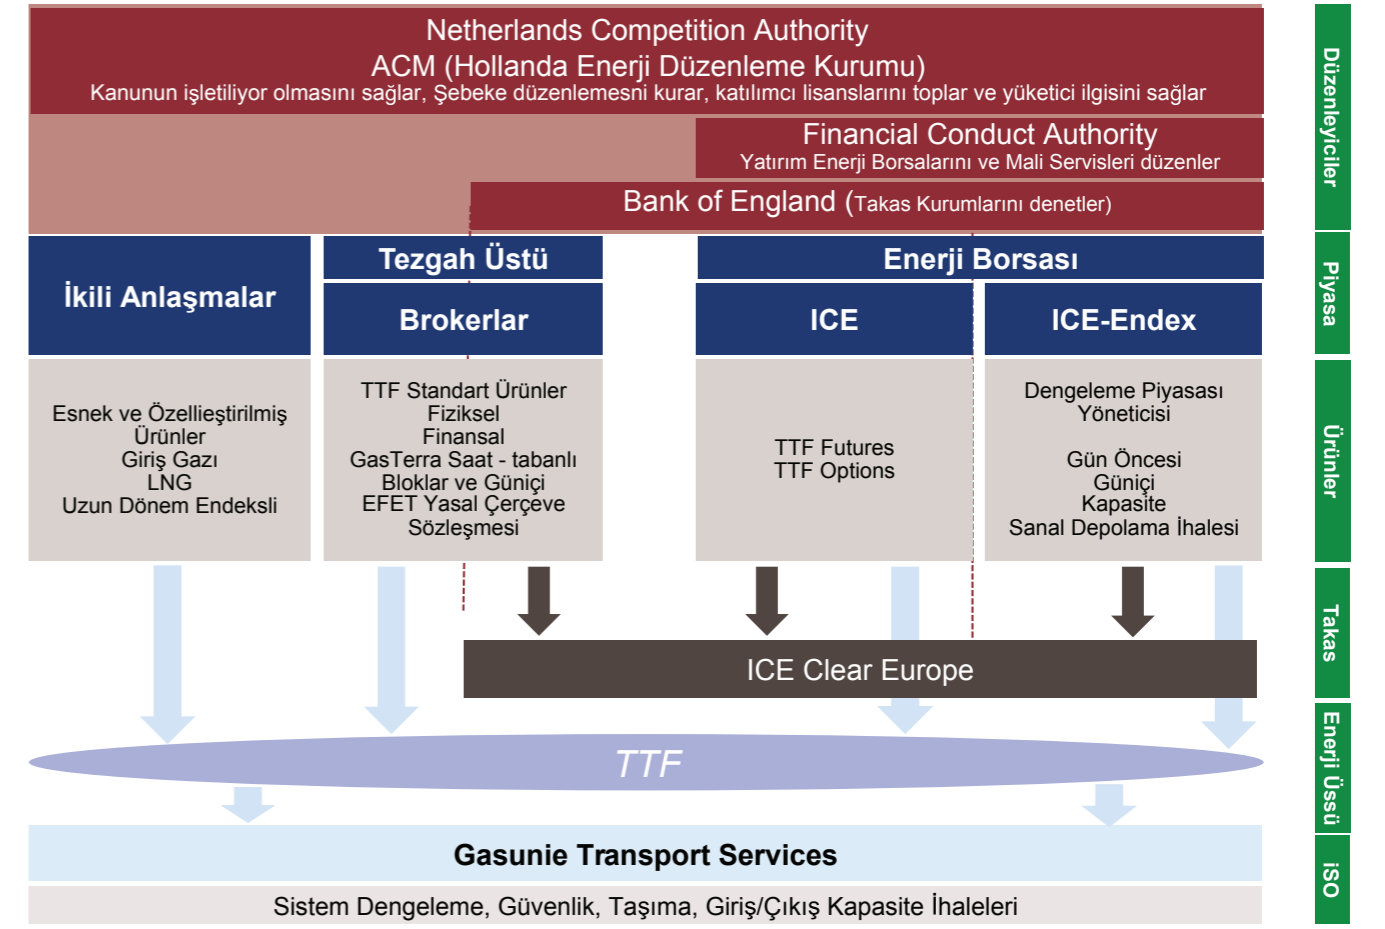 Netherlands Competition Authority
ACM (Hollanda Enerji Düzenleme Kurumu)
Kanunun işletiliyor olmasını sağlar, Şebeke düzenlemesni kurar, katılımcı lisanslarını toplar ve yüketici ilgisini sağlar
Financial Conduct Authority
Yatırım Enerji Borsalarını ve Mali Servisleri düzenler
Bank of England (Takas Kurumlarını denetler)
Düzenleyiciler
İkili Anlaşmalar
Tezgah Üstü
Brokerlar
Enerji Borsası
ICE
ICE-Endex
Piyasa
Esnek ve Özellieştirilmiş
Ürünler
Giriş Gazı
LNG
Uzun Dönem Endeksli
TTF Standart Ürünler
Fiziksel
Finansal
GasTerra Saat - tabanlı
Bloklar ve Güniçi
EFET Yasal Çerçeve
Sözleşmesi
TTF Futures
TTF Options
Dengeleme Piyasası
Yöneticisi
Gün Öncesi
Güniçi
Kapasite
Sanal Depolama İhalesi
Ürünler
ICE Clear Europe
Takas
TTF
Enerji Üssü
Gasunie Transport Services
Sistem Dengeleme, Güvenlik, Taşıma, Giriş/Çıkış Kapasite İhaleleri
iSO